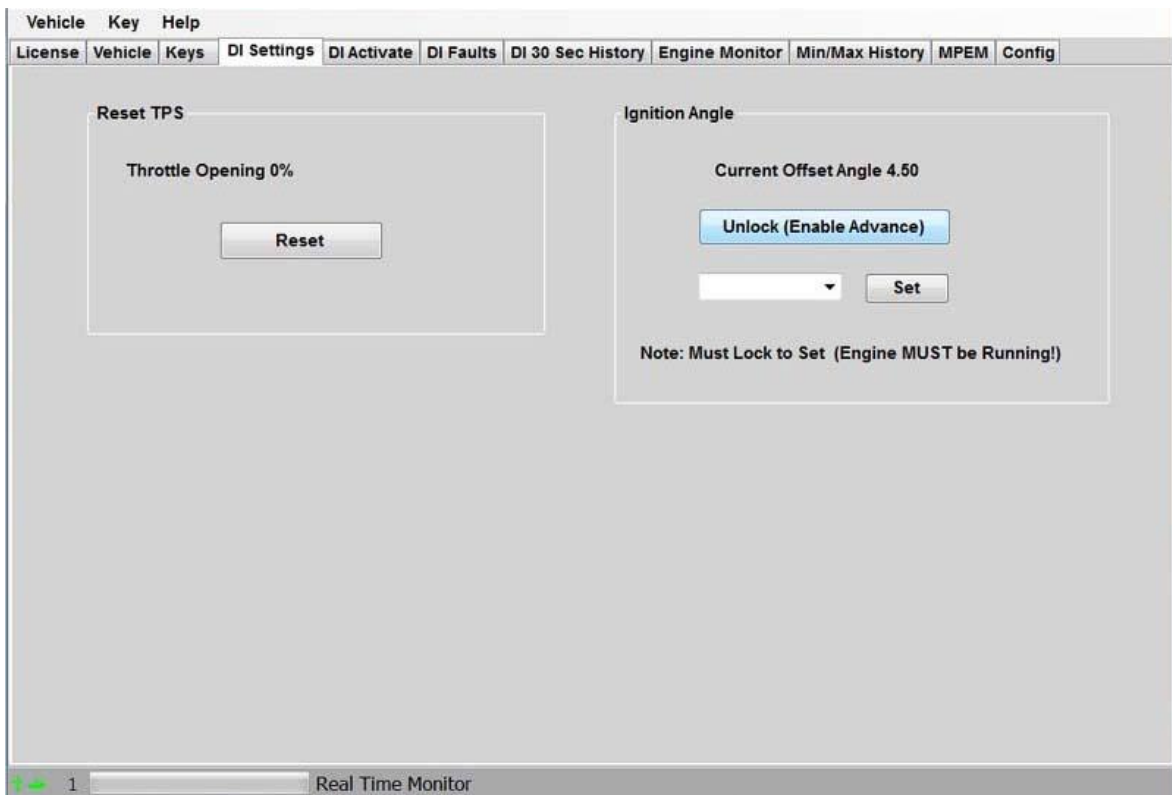 Vehicle Key Help
License Vehicle Keys DI Settings DI Activate DI Faults DI 30 Sec History Engine Monitor Min/Max History MPEM Config
Reset TPS
Throttle Opening 0%
Reset
Ignition Angle
Current Offset Angle 4.50
Unlock (Enable Advance)
Set
Note: Must Lock to Set (Engine MUST be Running!)
1 Real Time Monitor